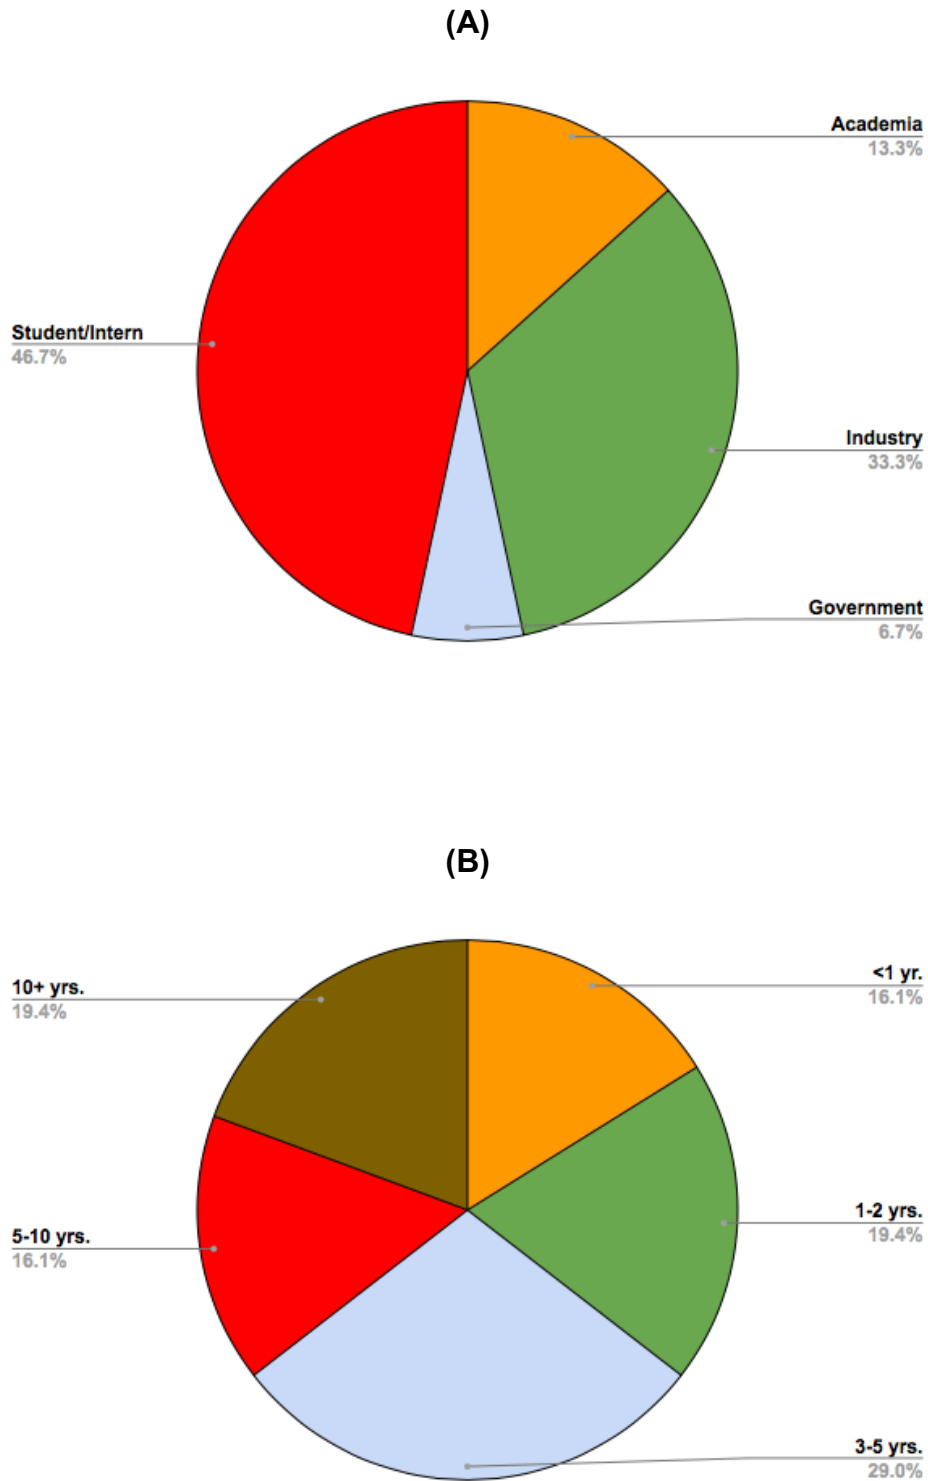 (A)
Academia
13.3%
Student/Intern
46.7%
Industry
33.3%
Government
6.7%
(B)
<1 yr.
16.1%
10+ yrs.
19.4%
1-2 yrs.
19.4%
5-10 yrs.
16.1%
3-5 yrs.
29.0%